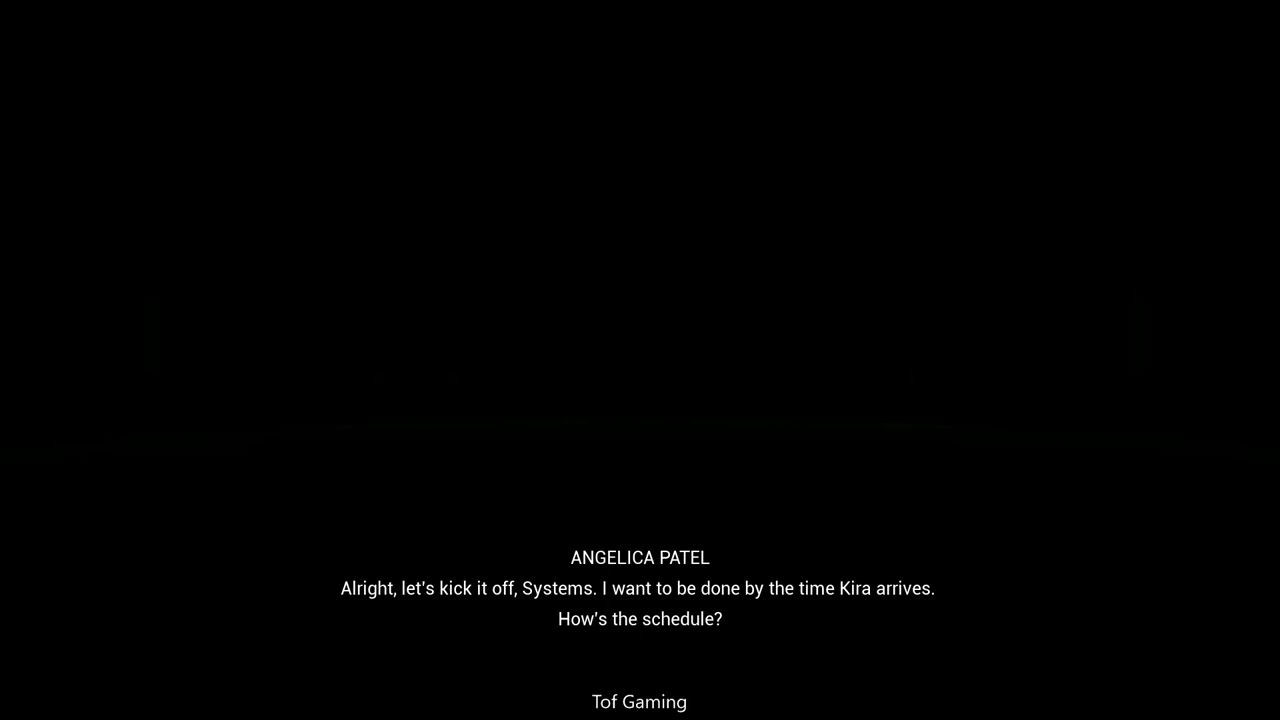 ANGELICA PATEL
Alright, let's kick it off, Systems. I want to be done by the time Kira arrives.
How's the schedule?
Tof Gaming